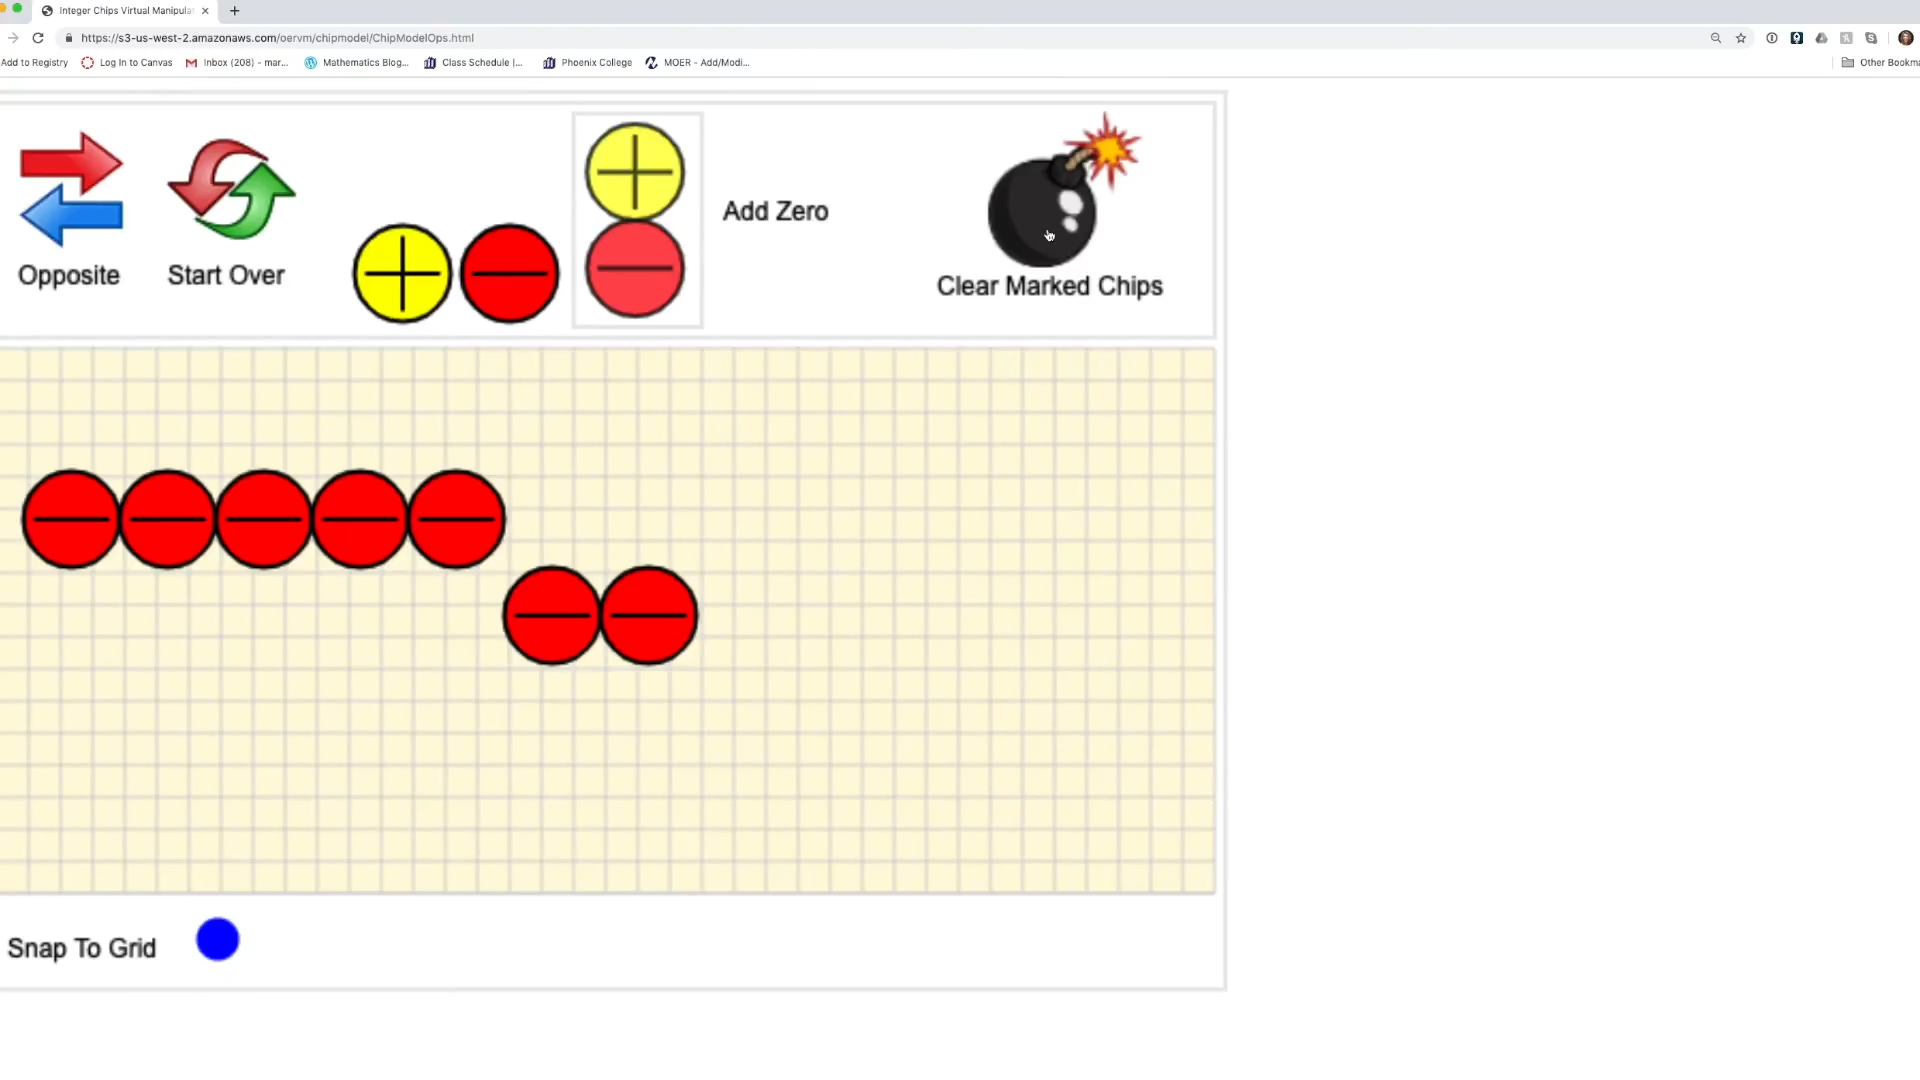 Integer Chips Virtual Manipula
https://s3-us-west-2.amazonaws.com/oervm/chipmodel/ChipModelOps.html
Add to Registry Log In to Canvas Inbox (208) - mar... Mathematics Blog... Class Schedule |... Phoenix College MOER - Add/Modi... Other Bookma
Add Zero
Opposite Start Over Clear Marked Chips
Snap To Grid